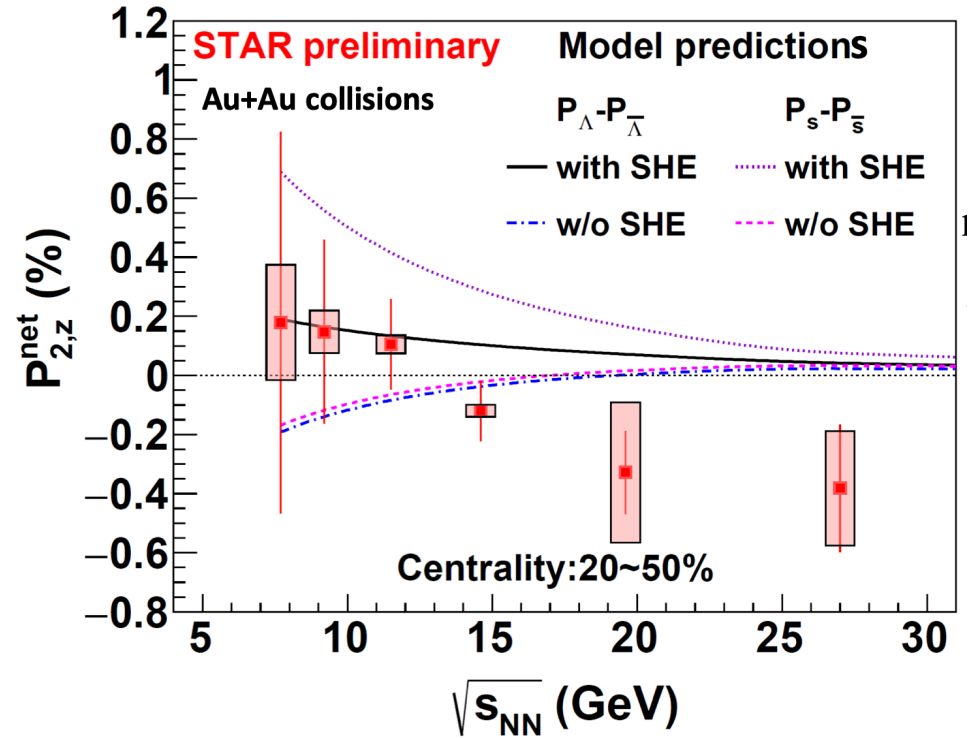 STAR preliminary
Model predictions
Au+Au collisions
P_Λ-P_Λ̅ P_s-P_s̅
with SHE with SHE
w/o SHE w/o SHE
1
Centrality:20~50%
P^net_2,z (%)
1.2
1
0.8
0.6
0.4
0.2
0
−0.2
−0.4
−0.6
−0.8
5 10 15 20 25 30
√s_NN (GeV)